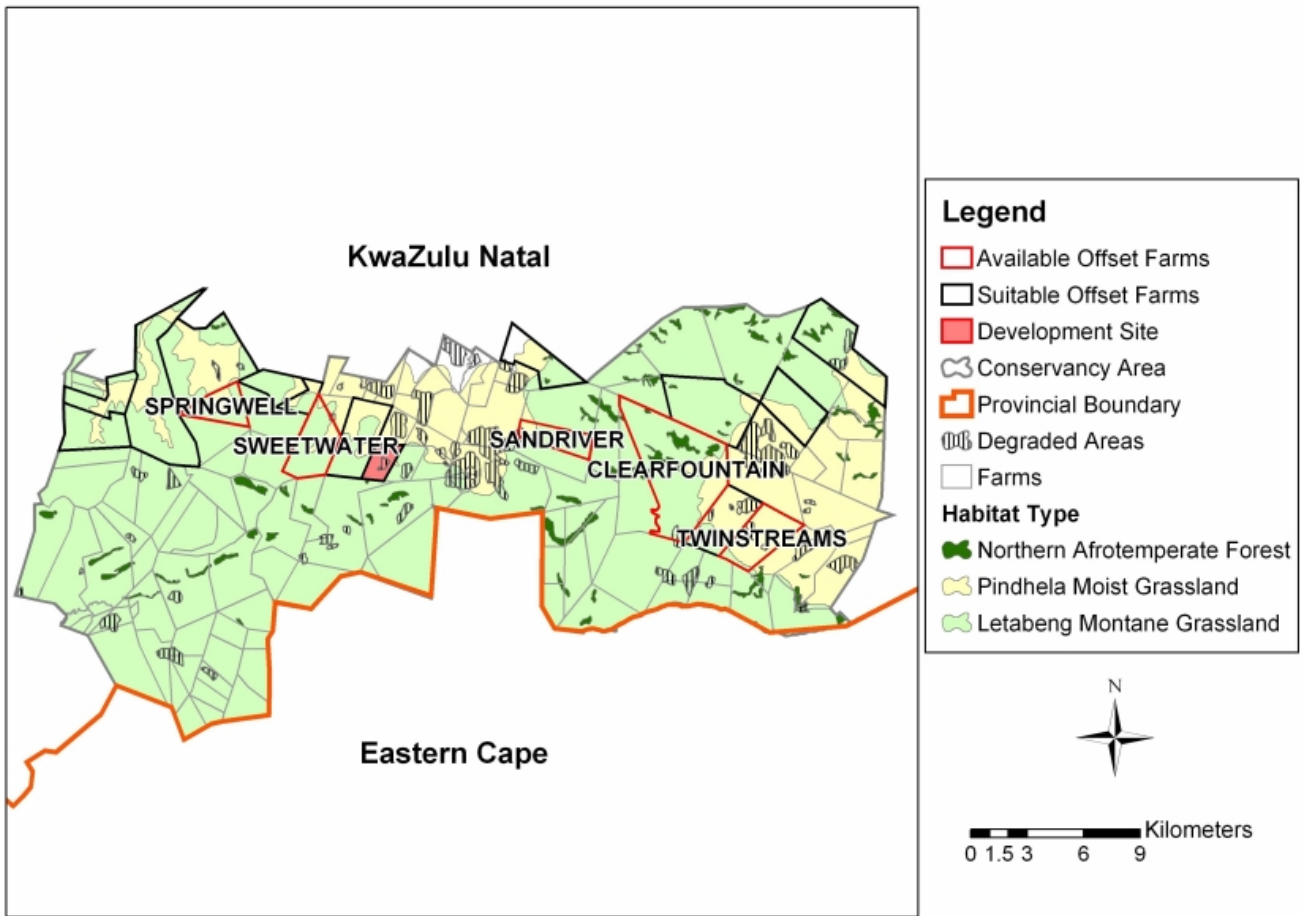 KwaZulu Natal
SPRINGWELL
SWEETWATER
SANDRIVER
CLEARFOUNTAIN
TWINSTREAMS
Eastern Cape
Legend
Available Offset Farms
Suitable Offset Farms
Development Site
Conservancy Area
Provincial Boundary
Degraded Areas
Farms
Habitat Type
Northern Afrotemperate Forest
Pindhela Moist Grassland
Letabeng Montane Grassland
N
Kilometers
0 1.5 3 6 9